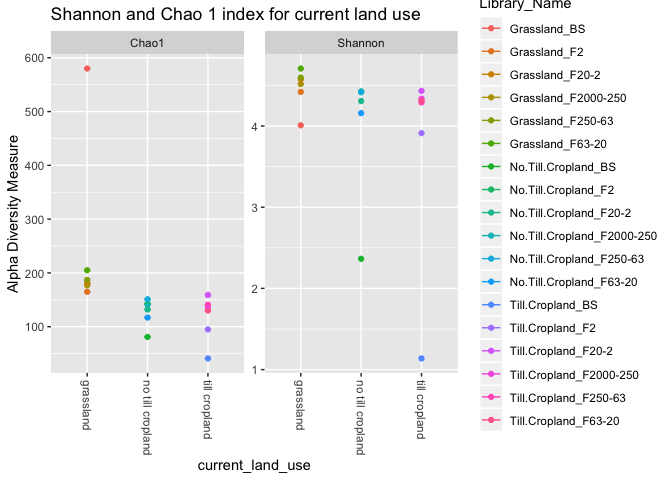 Shannon and Chao 1 index for current land use
Chao1
Shannon
Alpha Diversity Measure
600
500
400
300
200
100
4
3
2
1
grassland
no till cropland
till cropland
grassland
no till cropland
till cropland
current_land_use
Library_Name
Grassland_BS
Grassland_F2
Grassland_F20-2
Grassland_F2000-250
Grassland_F250-63
Grassland_F63-20
No.Till.Cropland_BS
No.Till.Cropland_F2
No.Till.Cropland_F20-2
No.Till.Cropland_F2000-250
No.Till.Cropland_F250-63
No.Till.Cropland_F63-20
Till.Cropland_BS
Till.Cropland_F2
Till.Cropland_F20-2
Till.Cropland_F2000-250
Till.Cropland_F250-63
Till.Cropland_F63-20